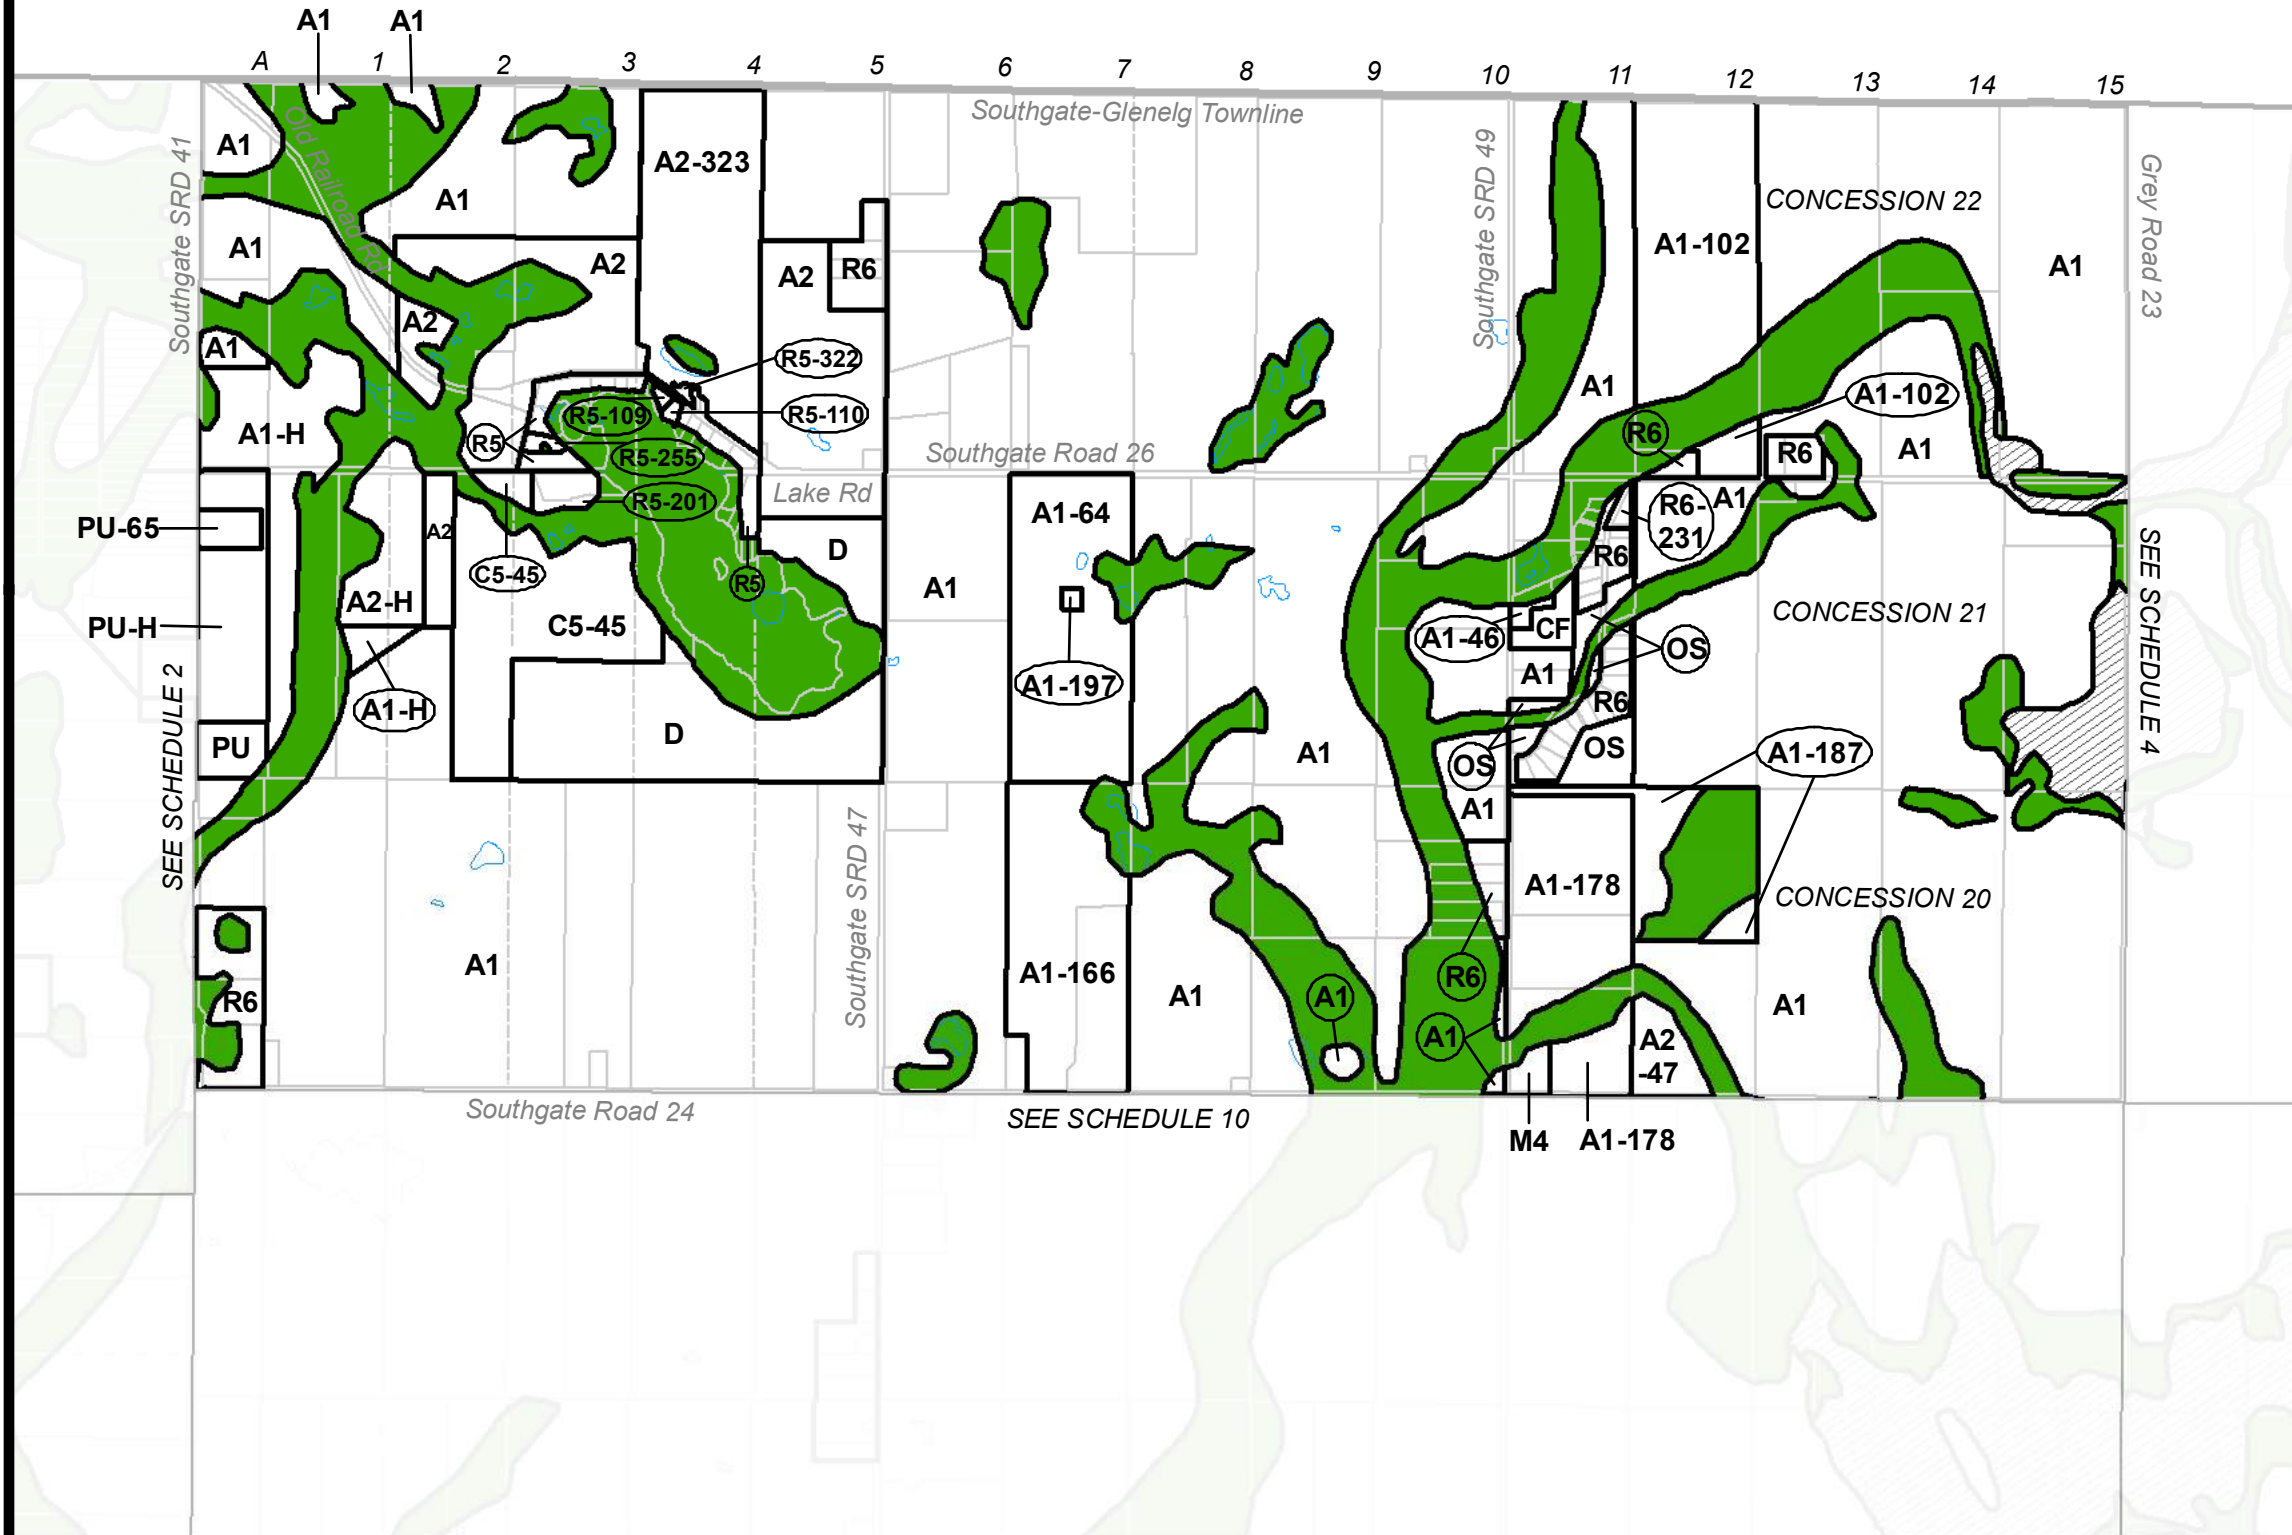 A1 A1
A 1 2 3 4 5 6 7 8 9 10 11 12 13 14 15
Southgate-Glenelg Townline
Southgate SRD 41
Old Railroad Rd
Southgate SRD 49
Grey Road 23
A1
A2-323
A1
CONCESSION 22
A1
A2
A2
R6
A1-102
A1
A2
A1
R5-322
A1
A1-102
R5-109
R5-110
A1-H
R5
R6
A1
R6
Southgate Road 26
R5-255
Lake Rd
R5-201
A1-64
R6-
231
A1
PU-65
A2
D
R6
C5-45
R5
A1
A2-H
CONCESSION 21
PU-H
C5-45
A1-46
CF
OS
A1
A1-197
R6
A1-H
PU
D
A1
OS
OS
A1-187
SEE SCHEDULE 2
SEE SCHEDULE 4
A1
Southgate SRD 47
A1-178
CONCESSION 20
A1
A1-166
A1
A1
R6
R6
A1
A1
A2
-47
Southgate Road 24
SEE SCHEDULE 10
M4
A1-178